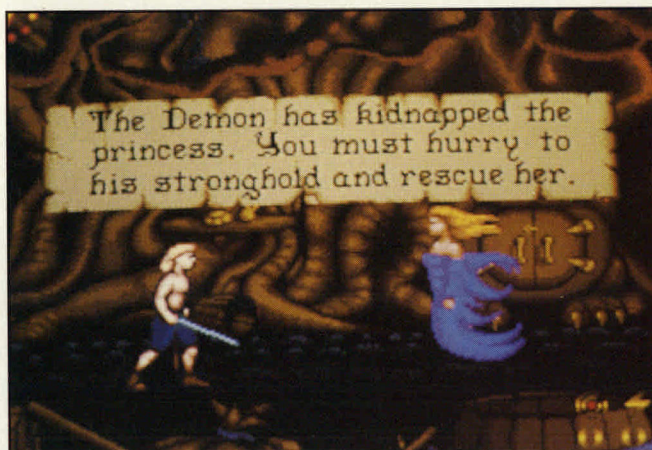 The Demon has kidnapped the
princess. You must hurry to
his stronghold and rescue her.